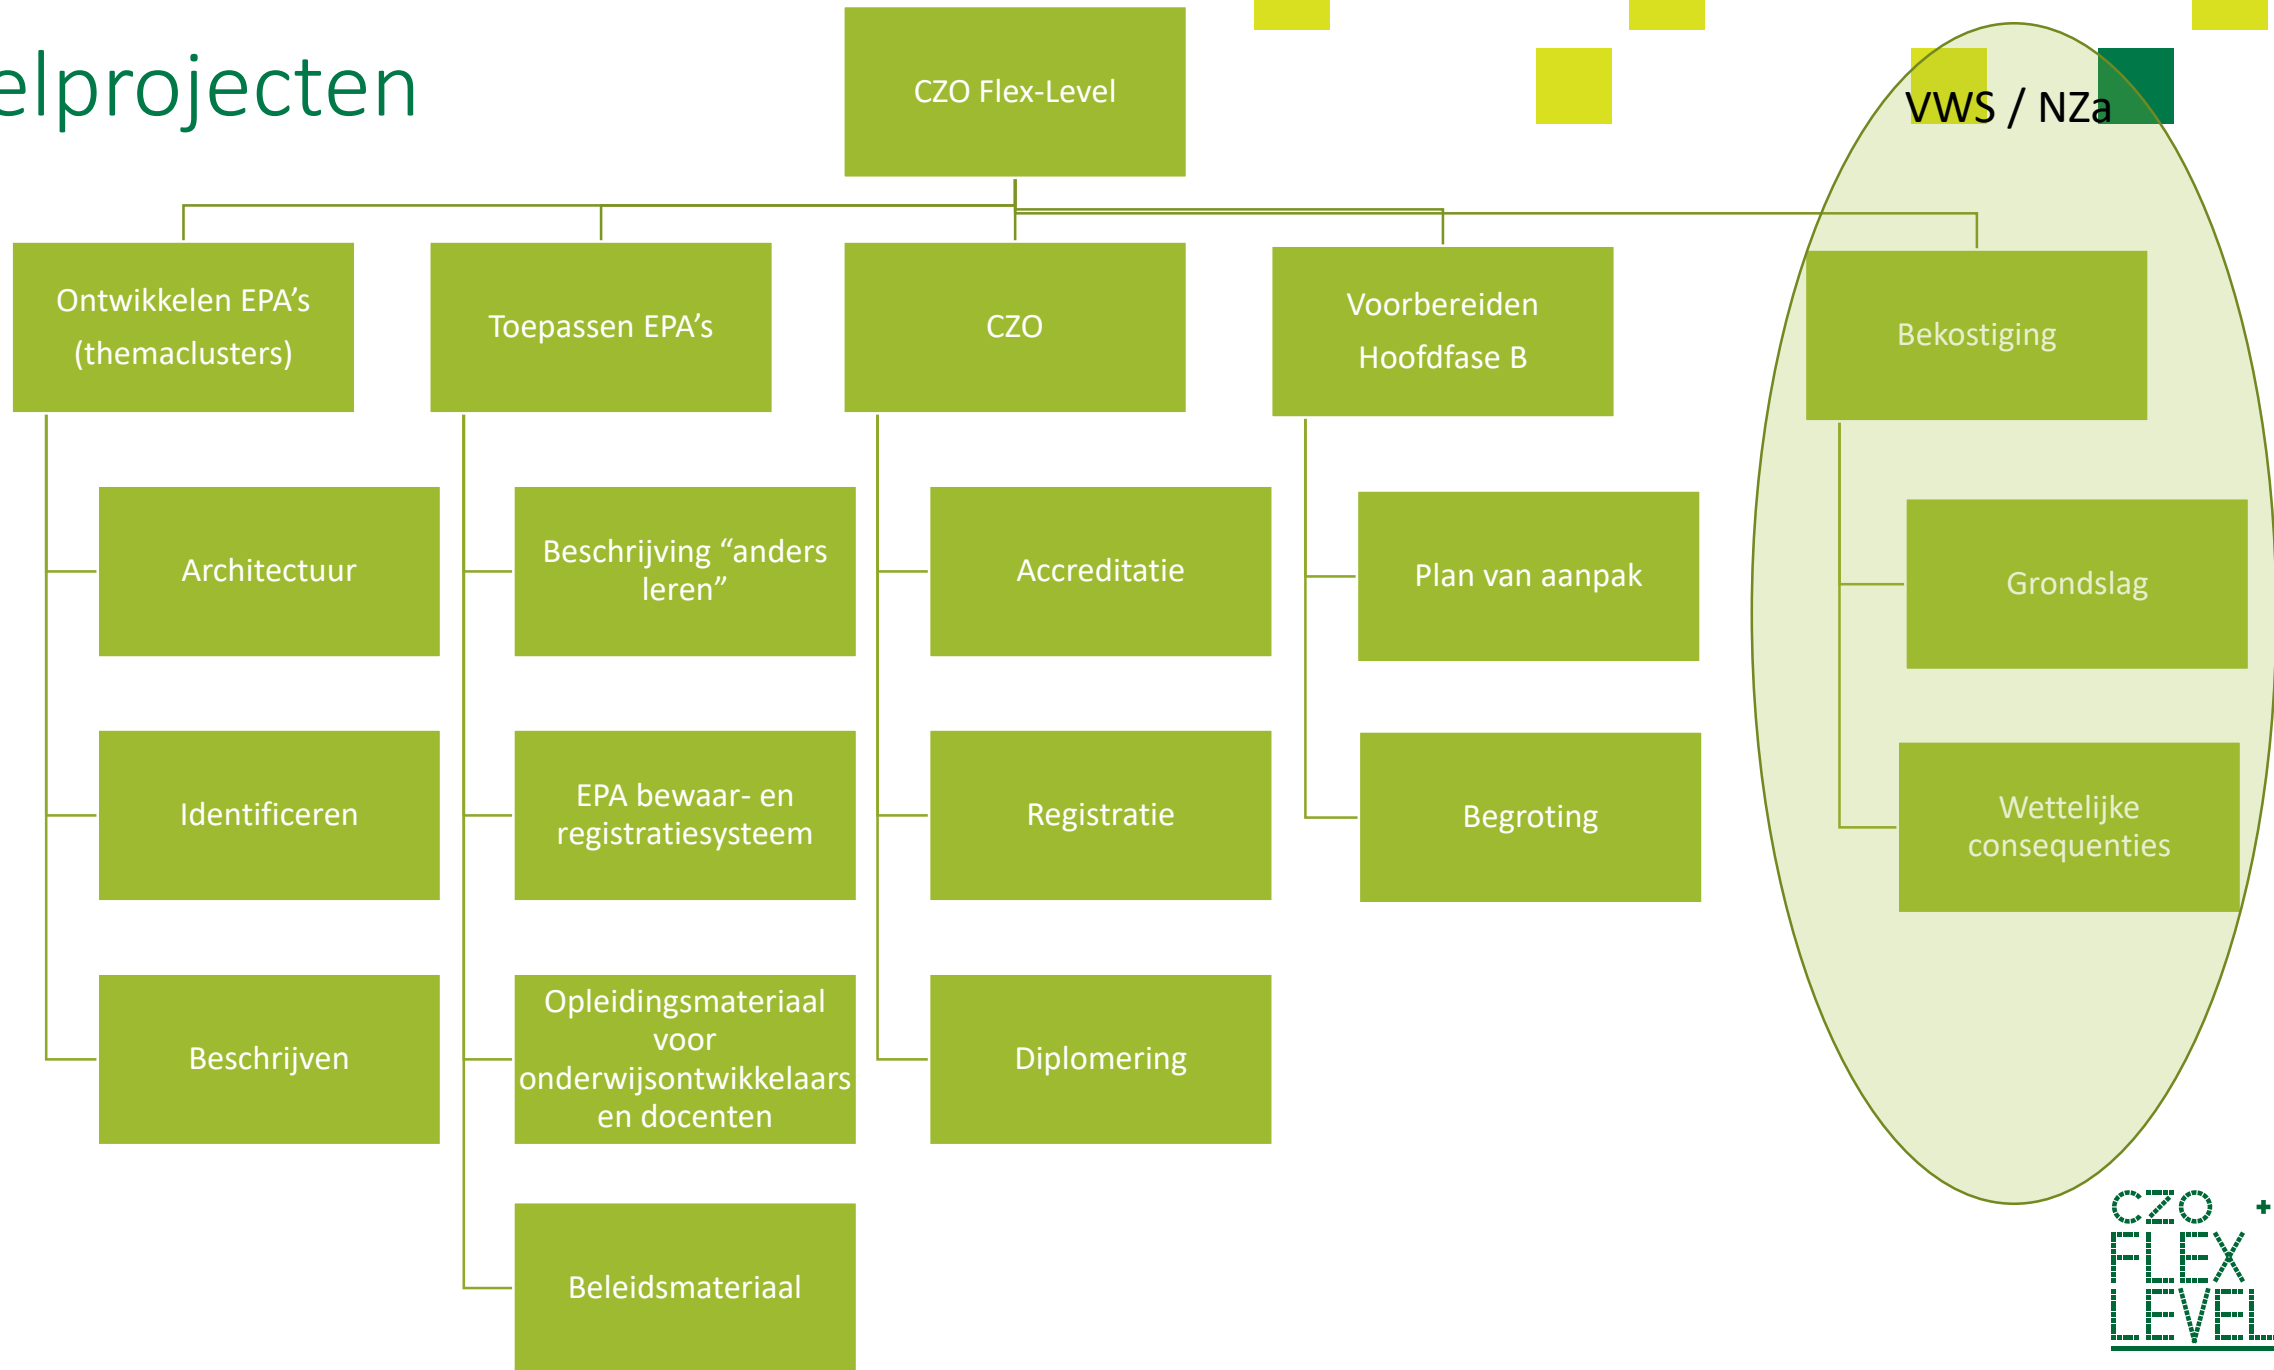 elprojecten
CZO Flex-Level
VWS / NZa
Ontwikkelen EPA’s
(themaclusters)
Toepassen EPA’s
CZO
Voorbereiden
Hoofdfase B
Bekostiging
Architectuur
Identificeren
Beschrijven
Beschrijving “anders
leren”
EPA bewaar- en
registratiesysteem
Opleidingsmateriaal
voor
onderwijsontwikkelaars
en docenten
Beleidsmateriaal
Accreditatie
Registratie
Diplomering
Plan van aanpak
Begroting
Grondslag
Wettelijke
consequenties
CZO +
FLEX
LEVEL